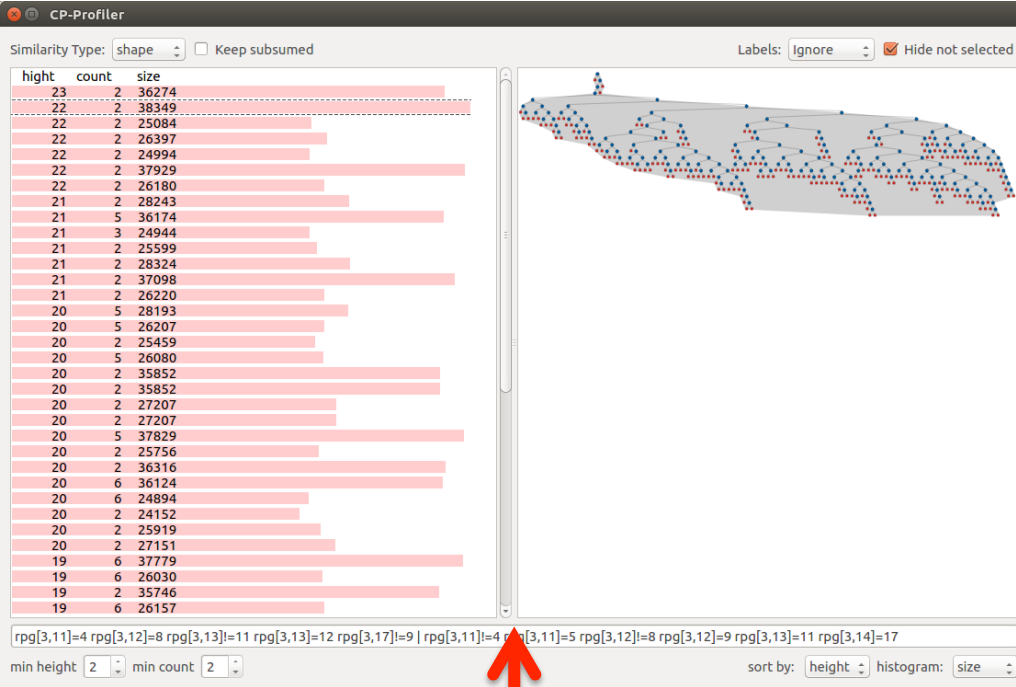 CP-Profiler
Similarity Type: shape Keep subsumed Labels: Ignore Hide not selected
hight count size
23 2 36274
22 2 38349
22 2 25084
22 2 26397
22 2 24994
22 2 37929
22 2 26180
21 2 28243
21 5 36174
21 3 24944
21 2 25599
21 2 28324
21 2 37098
21 2 26220
20 5 28193
20 5 26207
20 2 25459
20 5 26080
20 2 35852
20 2 35852
20 2 27207
20 2 27207
20 5 37829
20 2 25756
20 2 36316
20 6 36124
20 6 24894
20 2 24152
20 2 25919
20 2 27151
19 6 37779
19 6 26030
19 2 35746
19 6 26157
rpg[3,11]=4 rpg[3,12]=8 rpg[3,13]!=11 rpg[3,13]=12 rpg[3,17]!=9 | rpg[3,11]!=4 rpg[3,11]=5 rpg[3,12]!=8 rpg[3,12]=9 rpg[3,13]=11 rpg[3,14]=17
min height 2 min count 2 sort by: height histogram: size